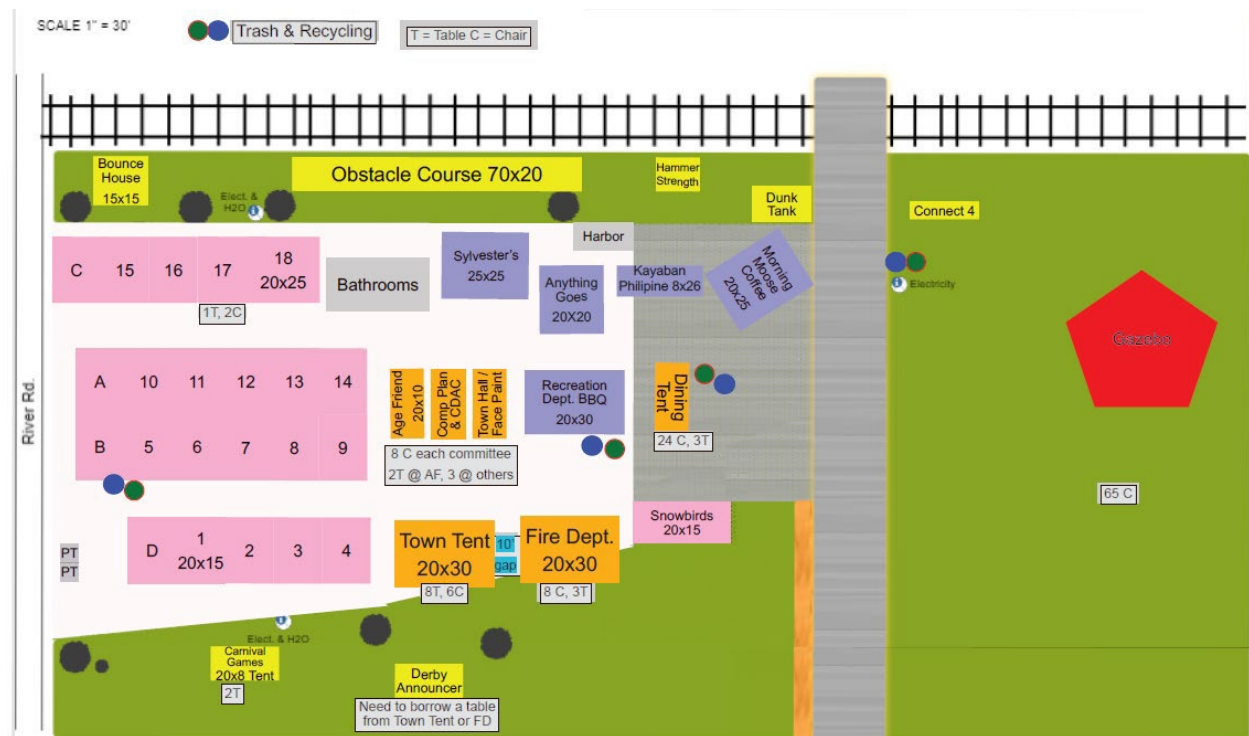 SCALE 1" = 30'
Trash & Recycling
T = Table C = Chair
Bounce
House
15x15
Elect. &
H2O
Obstacle Course 70x20
Hammer
Strength
Dunk
Tank
Connect 4
Harbor
C 15 16 17 18
20x25
1T, 2C
Bathrooms
Sylvester's
25x25
Anything
Goes
20X20
Kayaban
Philipine 8x26
Morning
Moose
Coffee
20x25
Electricity
Gazebo
River Rd.
A 10 11 12 13 14
B 5 6 7 8 9
Age Friend
20x10
Comp Plan
& CDAC
Town Hall /
Face Paint
8 C each committee
2T @ AF, 3 @ others
Recreation
Dept. BBQ
20x30
Dining
Tent
24 C, 3T
65 C
Snowbirds
20x15
PT
PT
D 1 2 3 4
20x15
Town Tent
20x30
8T, 6C
10'
gap
Fire Dept.
20x30
8 C, 3T
Elect. & H2O
Carnival
Games
20x8 Tent
2T
Derby
Announcer
Need to borrow a table
from Town Tent or FD